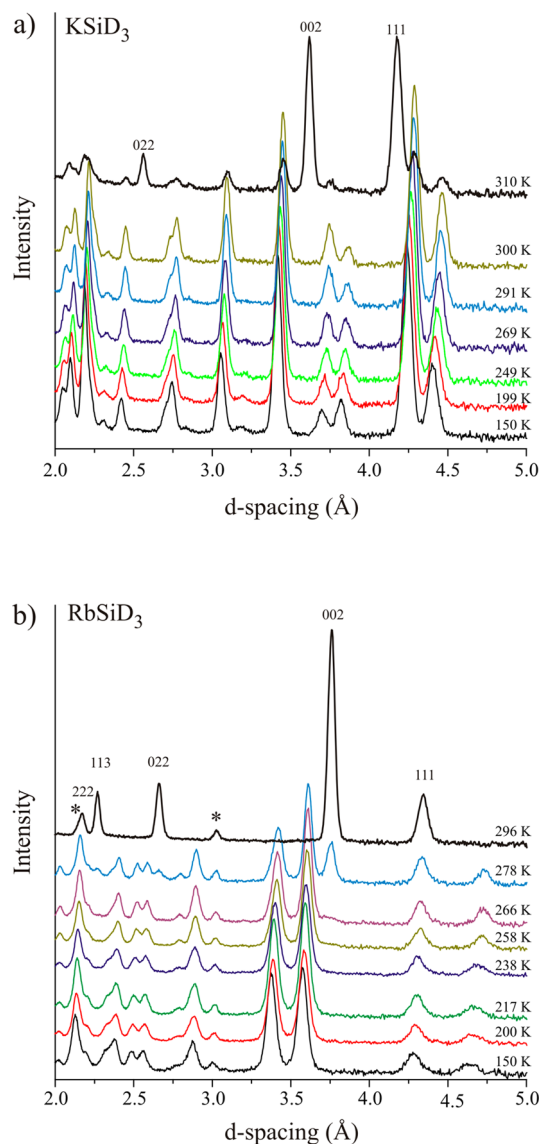 a)
KSiD3
002
111
022
310 K
300 K
291 K
269 K
249 K
199 K
150 K
Intensity
2.0 2.5 3.0 3.5 4.0 4.5 5.0
d-spacing (Å)
b)
RbSiD3
002
113
022
222
*
*
111
296 K
278 K
266 K
258 K
238 K
217 K
200 K
150 K
Intensity
2.0 2.5 3.0 3.5 4.0 4.5 5.0
d-spacing (Å)